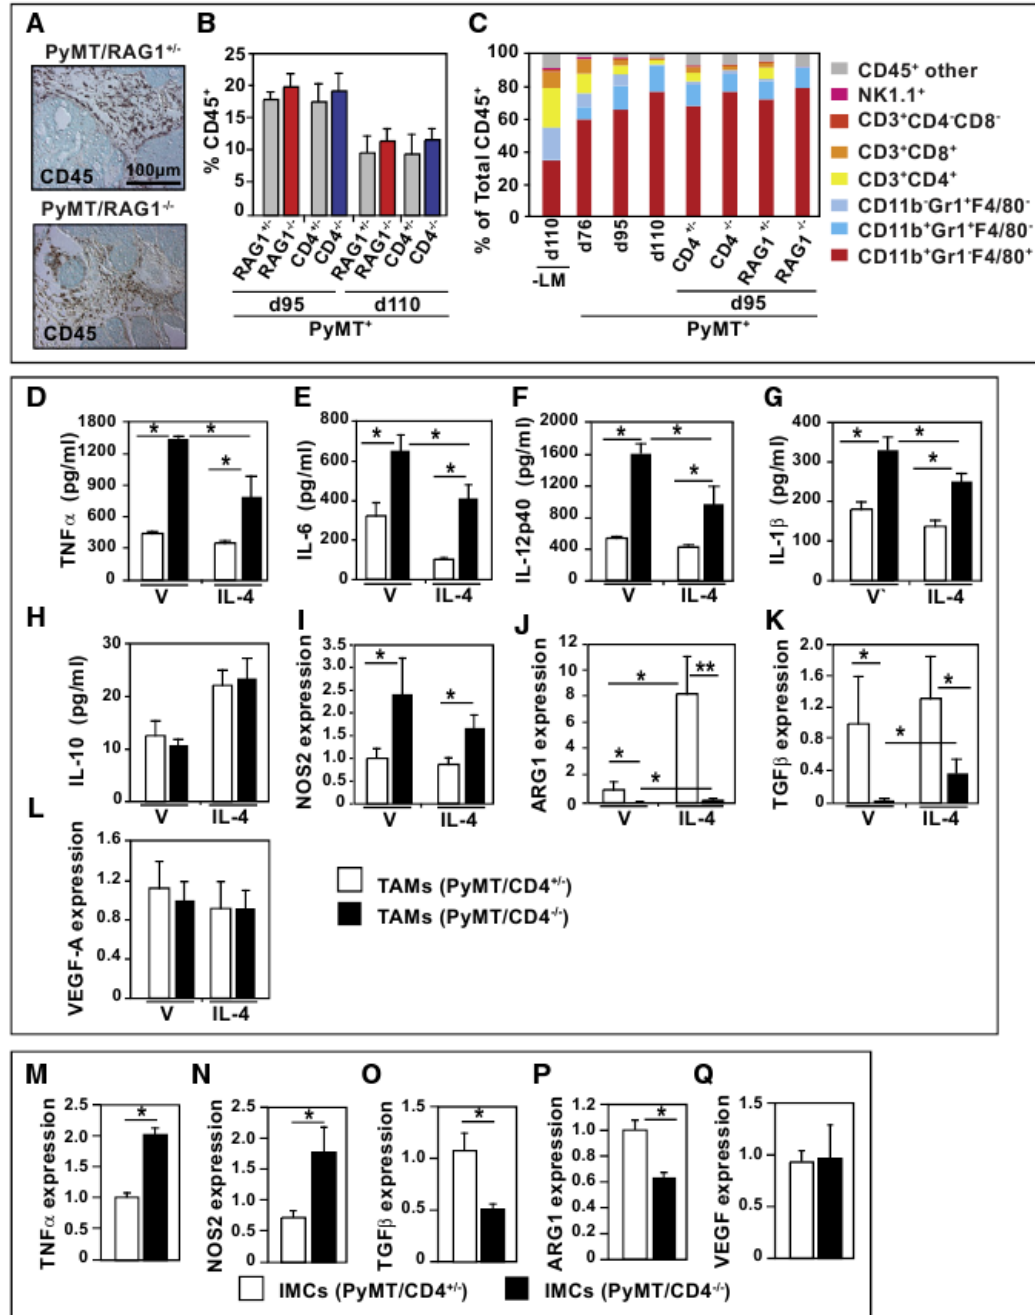 A
PyMT/RAG1+/-
CD45
100µm
PyMT/RAG1-/-
CD45
B
% CD45+
25
20
15
10
5
0
RAG1+/-
RAG1-/-
CD4+/-
CD4-/-
RAG1+/-
RAG1-/-
CD4+/-
CD4-/-
d95
d110
PyMT+
C
% of Total CD45+
100
80
60
40
20
0
d110
d76
d95
d110
CD4+/-
CD4-/-
RAG1+/-
RAG1-/-
-LM
d95
PyMT+
CD45+ other
NK1.1+
CD3+CD4-CD8-
CD3+CD8+
CD3+CD4+
CD11b-Gr1+F4/80-
CD11b+Gr1+F4/80-
CD11b+Gr1-F4/80+
D
TNFα (pg/ml)
1800
1500
900
300
0
* *
*
V IL-4
E
IL-6 (pg/ml)
800
600
400
200
0
* *
*
V IL-4
F
IL-12p40 (pg/ml)
2000
1600
1200
800
400
0
* *
*
V IL-4
G
IL-1β (pg/ml)
400
300
200
100
0
* *
*
V` IL-4
H
IL-10 (pg/ml)
30
20
10
0
V IL-4
I
NOS2 expression
3.5
3.0
2.5
2.0
1.5
1.0
0.5
0
* *
V IL-4
J
ARG1 expression
12
10
8
6
4
2
0
* **
* *
V IL-4
K
TGFβ expression
2.0
1.6
1.2
0.8
0.4
0
* *
*
V IL-4
L
VEGF-A expression
1.6
1.2
0.8
0.4
0
V IL-4
TAMs (PyMT/CD4+/-)
TAMs (PyMT/CD4-/-)
M
TNFα expression
2.5
2.0
1.5
1.0
0.5
0
*
N
NOS2 expression
2.5
2.0
1.5
1.0
0.5
0
*
O
TGFβ expression
1.5
1.0
0.5
0
*
P
ARG1 expression
1.2
1.0
0.8
0.6
0.4
0.2
0
*
Q
VEGF expression
1.5
1.0
0.5
0
IMCs (PyMT/CD4+/-)
IMCs (PyMT/CD4-/-)